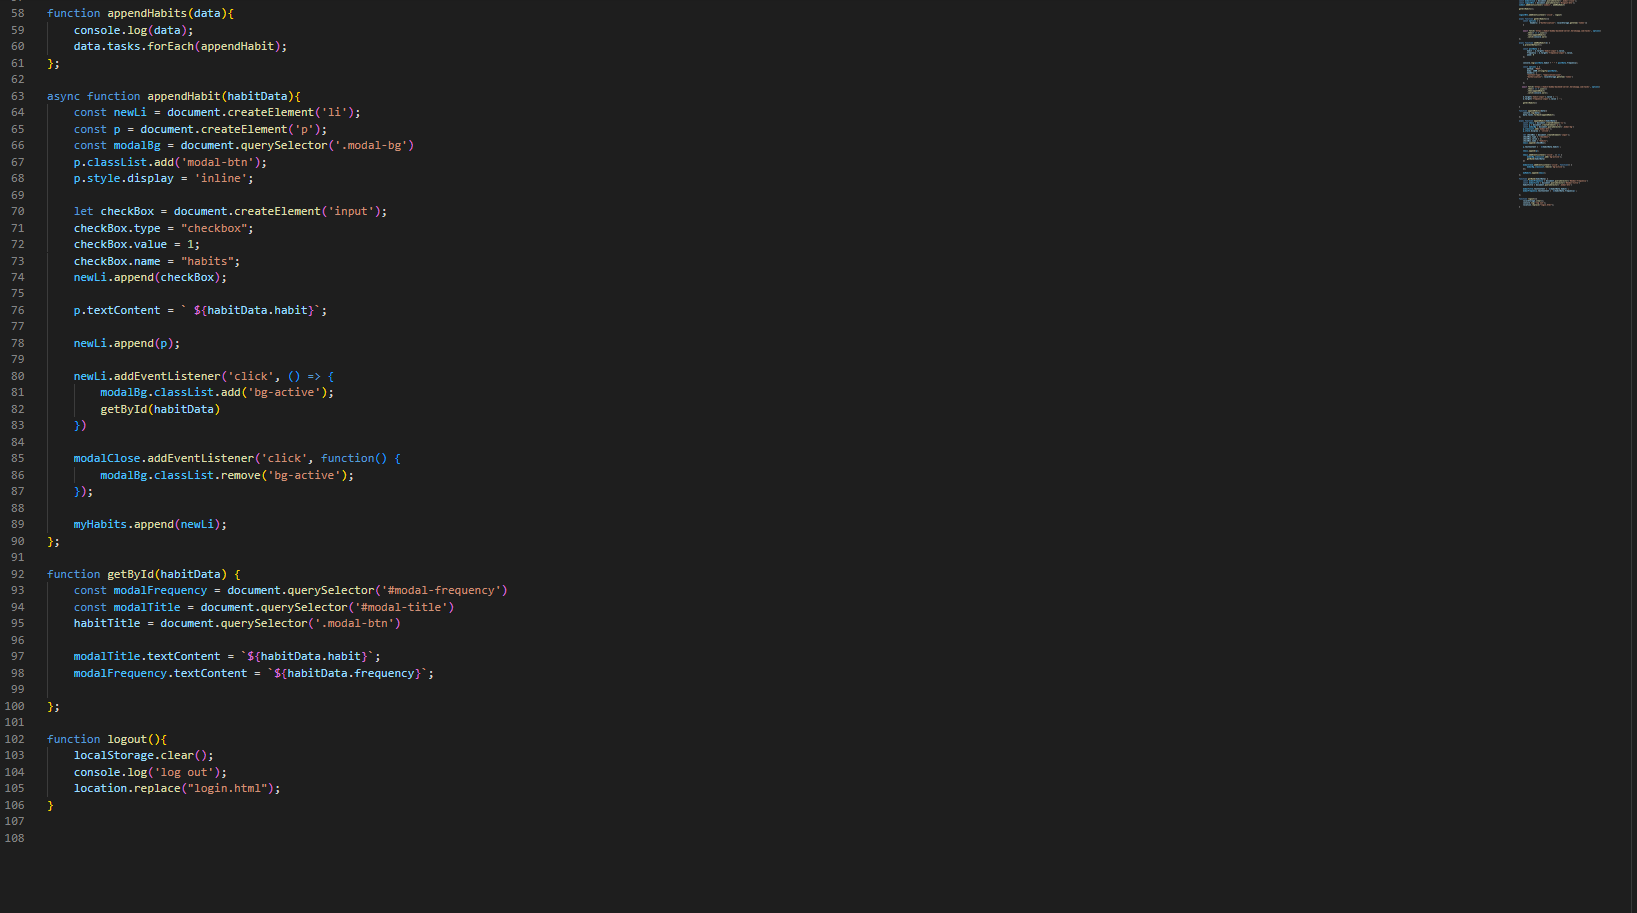 58 function appendHabits(data){
59     console.log(data);
60     data.tasks.forEach(appendHabit);
61 };
62
63 async function appendHabit(habitData){
64     const newLi = document.createElement('li');
65     const p = document.createElement('p');
66     const modalBg = document.querySelector('.modal-bg')
67     p.classList.add('modal-btn');
68     p.style.display = 'inline';
69
70     let checkBox = document.createElement('input');
71     checkBox.type = "checkbox";
72     checkBox.value = 1;
73     checkBox.name = "habits";
74     newLi.append(checkBox);
75
76     p.textContent = ` ${habitData.habit}`;
77
78     newLi.append(p);
79
80     newLi.addEventListener('click', () => {
81         modalBg.classList.add('bg-active');
82         getById(habitData)
83     })
84
85     modalClose.addEventListener('click', function() {
86         modalBg.classList.remove('bg-active');
87     });
88
89     myHabits.append(newLi);
90 };
91
92 function getById(habitData) {
93     const modalFrequency = document.querySelector('#modal-frequency')
94     const modalTitle = document.querySelector('#modal-title')
95     habitTitle = document.querySelector('.modal-btn')
96
97     modalTitle.textContent = `${habitData.habit}`;
98     modalFrequency.textContent = `${habitData.frequency}`;
99
100 };
101
102 function logout(){
103     localStorage.clear();
104     console.log('log out');
105     location.replace("login.html");
106 }
107
108